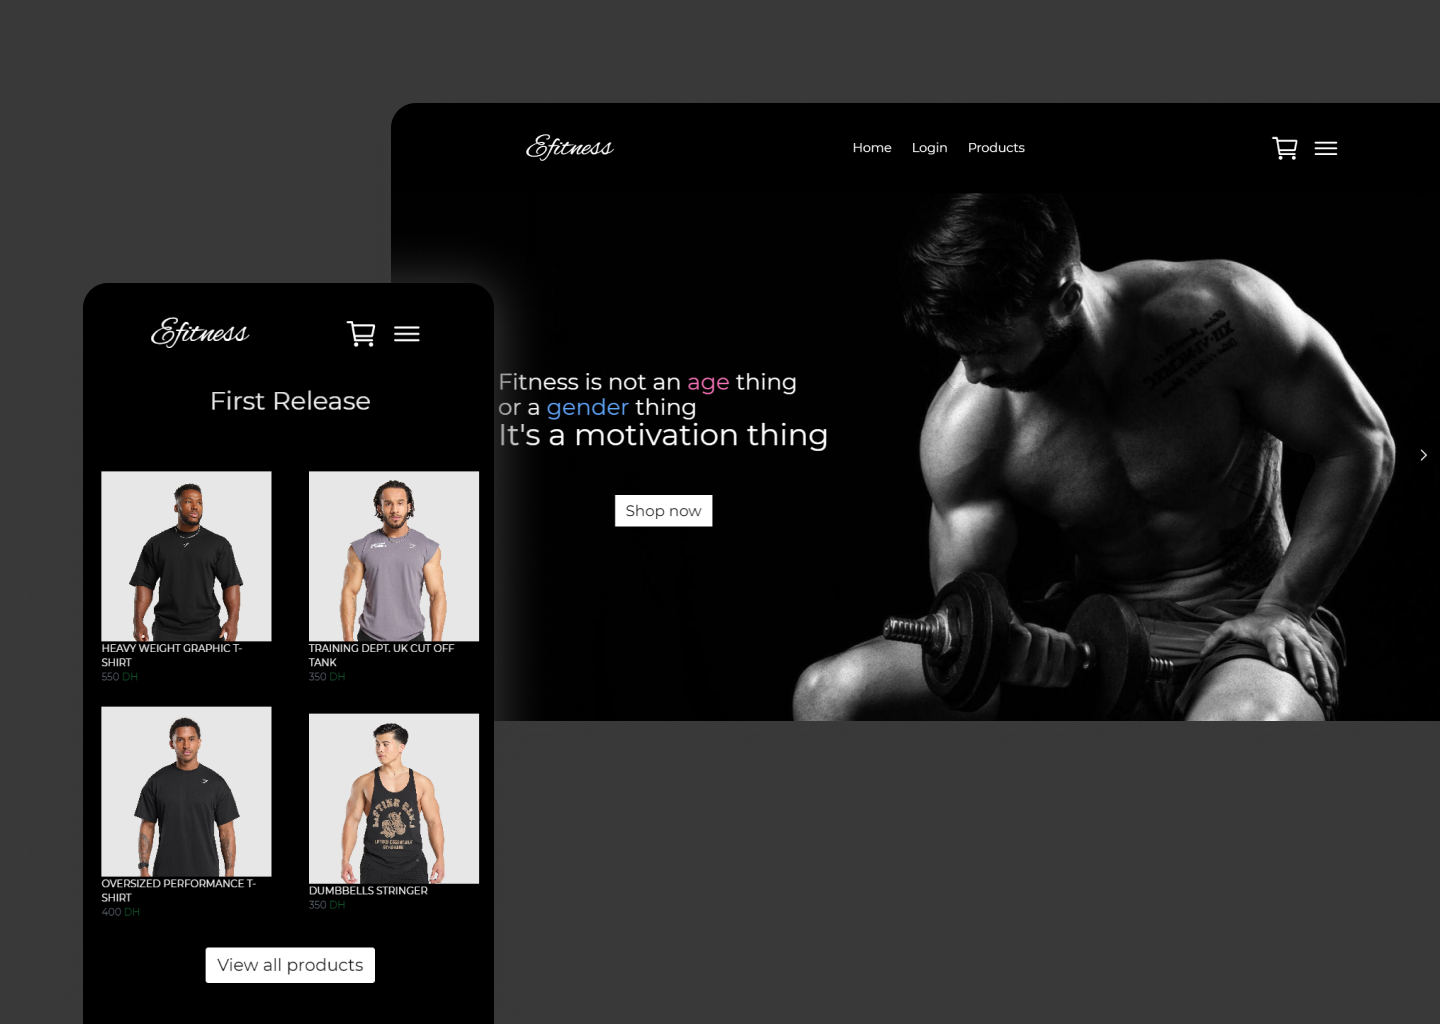 Efitness
Home Login Products
Fitness is not an age thing
or a gender thing
It's a motivation thing
Shop now
Efitness
First Release
HEAVY WEIGHT GRAPHIC T-
SHIRT
550 DH
TRAINING DEPT. UK CUT OFF
TANK
350 DH
OVERSIZED PERFORMANCE T-
SHIRT
400 DH
DUMBBELLS STRINGER
350 DH
View all products